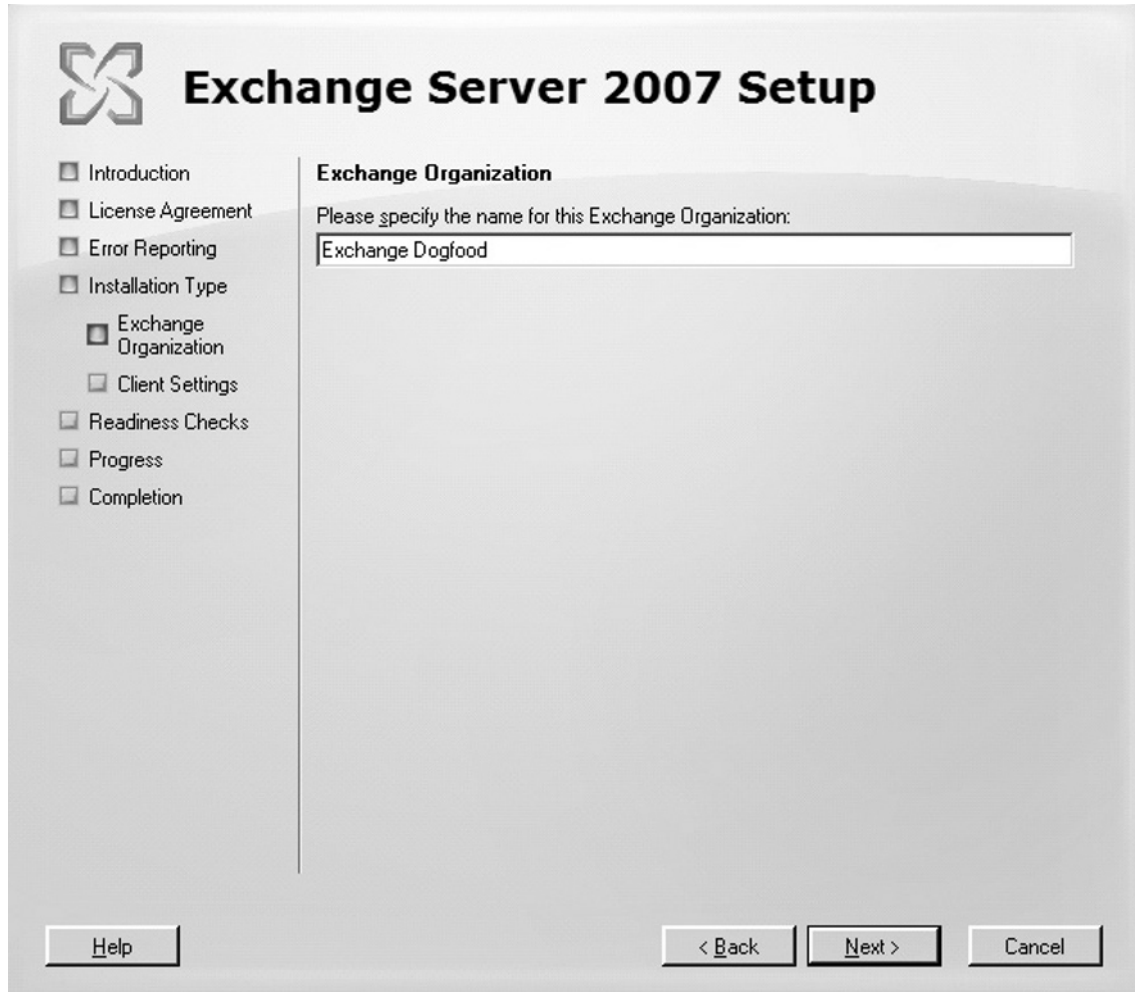 Exchange Server 2007 Setup
Introduction
License Agreement
Error Reporting
Installation Type
Exchange
Organization
Client Settings
Readiness Checks
Progress
Completion
Exchange Organization
Please specify the name for this Exchange Organization:
Exchange Dogfood
Help
< Back
Next >
Cancel